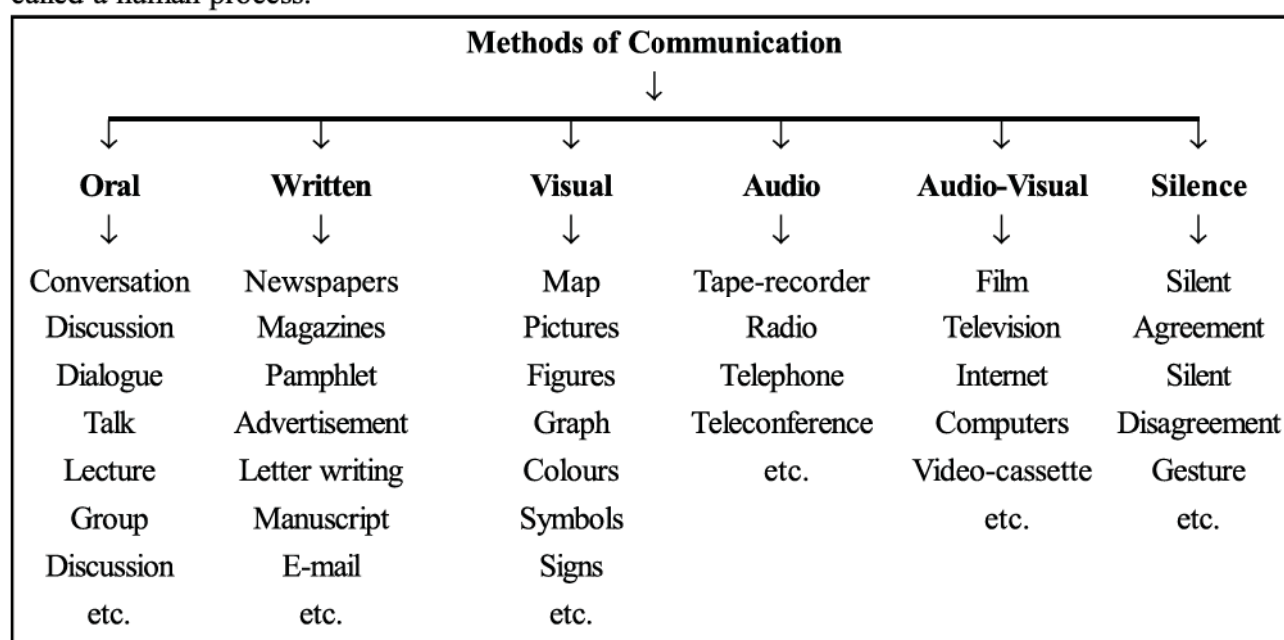 called a human process.
Methods of Communication
↓
↓ ↓ ↓ ↓ ↓ ↓
Oral Written Visual Audio Audio-Visual Silence
↓ ↓ ↓ ↓ ↓ ↓
Conversation Newspapers Map Tape-recorder Film Silent
Discussion Magazines Pictures Radio Television Agreement
Dialogue Pamphlet Figures Telephone Internet Silent
Talk Advertisement Graph Teleconference Computers Disagreement
Lecture Letter writing Colours etc. Video-cassette Gesture
Group Manuscript Symbols etc. etc.
Discussion E-mail Signs
etc. etc. etc.